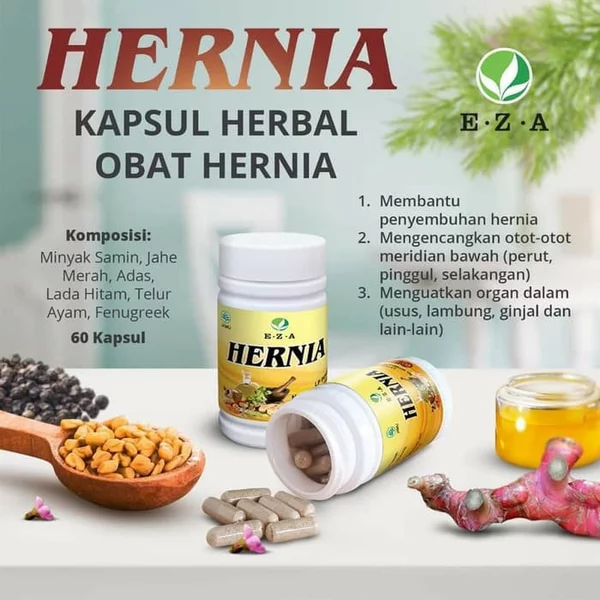 HERNIA
KAPSUL HERBAL
OBAT HERNIA
E·Z·A
Komposisi:
Minyak Samin, Jahe
Merah, Adas,
Lada Hitam, Telur
Ayam, Fenugreek
60 Kapsul
1. Membantu
penyembuhan hernia
2. Mengencangkan otot-otot
meridian bawah (perut,
pinggul, selakangan)
3. Menguatkan organ dalam
(usus, lambung, ginjal dan
lain-lain)
E·Z·A
HERNIA
E·Z·A
HERNIA